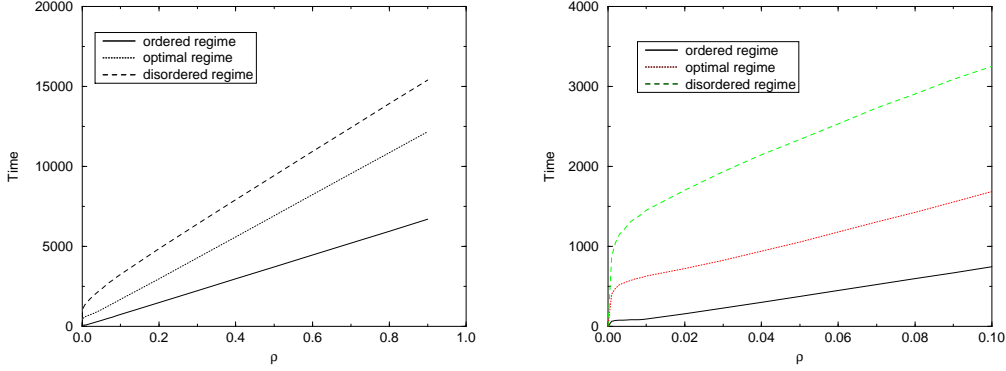 20000
15000
10000
5000
0
Time
0.0 0.2 0.4 0.6 0.8 1.0
ρ
ordered regime
optimal regime
disordered regime
4000
3000
2000
1000
0
Time
0.00 0.02 0.04 0.06 0.08 0.10
ρ
ordered regime
optimal regime
disordered regime